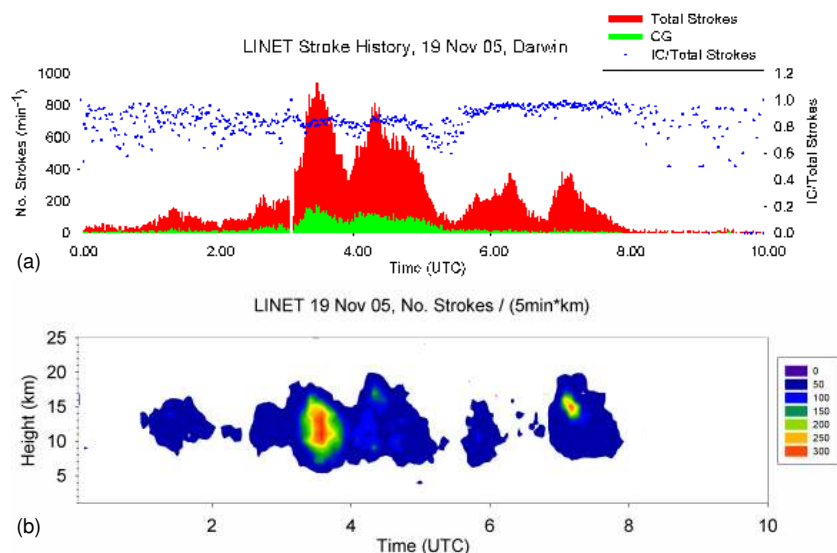 Total Strokes
CG
IC/Total Strokes
LINET Stroke History, 19 Nov 05, Darwin
1000
800
600
400
200
0
No. Strokes (min⁻¹)
1.2
1.0
0.8
0.6
0.4
0.2
0.0
IC/Total Strokes
0.00 2.00 4.00 6.00 8.00 10.00
Time (UTC)
(a)
LINET 19 Nov 05, No. Strokes / (5min*km)
25
20
15
10
5
Height (km)
0
50
100
150
200
250
300
2 4 6 8 10
Time (UTC)
(b)